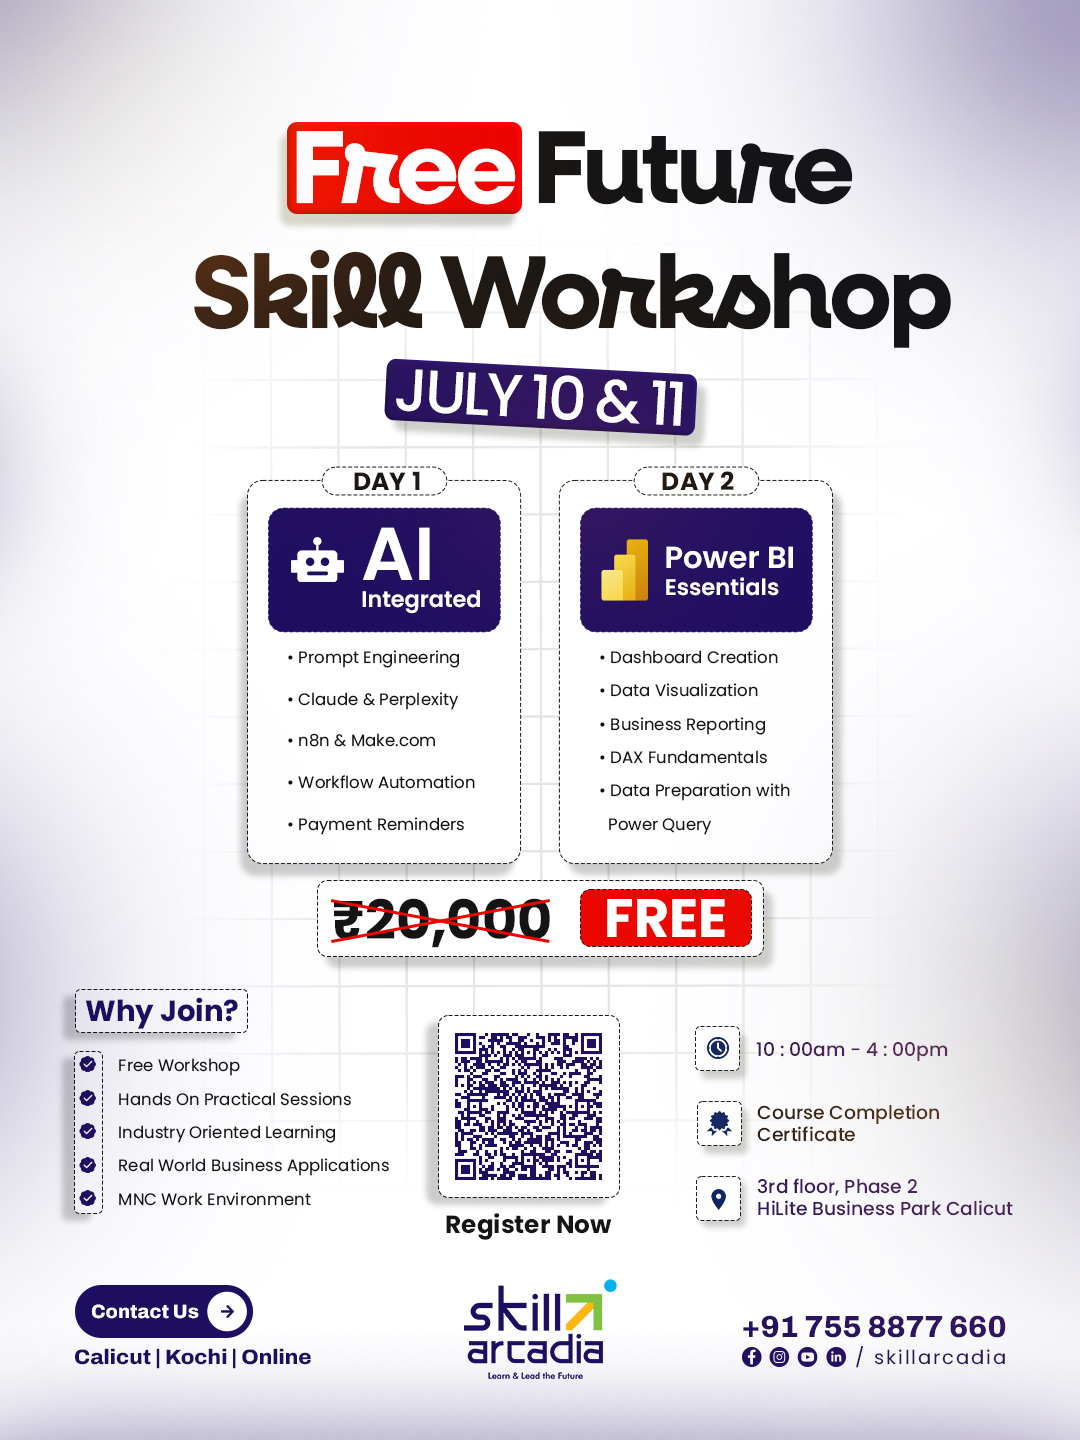 Free Future
Skill Workshop
JULY 10 & 11
DAY 1
AI
Integrated
• Prompt Engineering
• Claude & Perplexity
• n8n & Make.com
• Workflow Automation
• Payment Reminders
DAY 2
Power BI
Essentials
• Dashboard Creation
• Data Visualization
• Business Reporting
• DAX Fundamentals
• Data Preparation with
Power Query
₹20,000 FREE
Why Join?
Free Workshop
Hands On Practical Sessions
Industry Oriented Learning
Real World Business Applications
MNC Work Environment
Register Now
10 : 00am - 4 : 00pm
Course Completion
Certificate
3rd floor, Phase 2
HiLite Business Park Calicut
Contact Us
Calicut | Kochi | Online
skill
arcadia
Learn & Lead the Future
+91 755 8877 660
/ skillarcadia